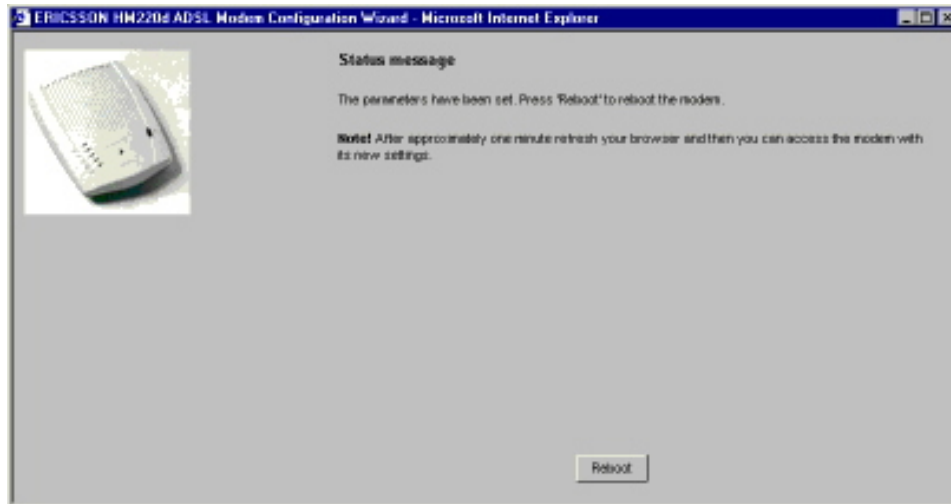 ERICSSON HM220d ADSL Modem Configuration Wizard - Microsoft Internet Explorer
Status message
The parameters have been set. Press 'Reboot' to reboot the modem.
Note! After approximately one minute refresh your browser and then you can access the modem with
its new settings.
Reboot